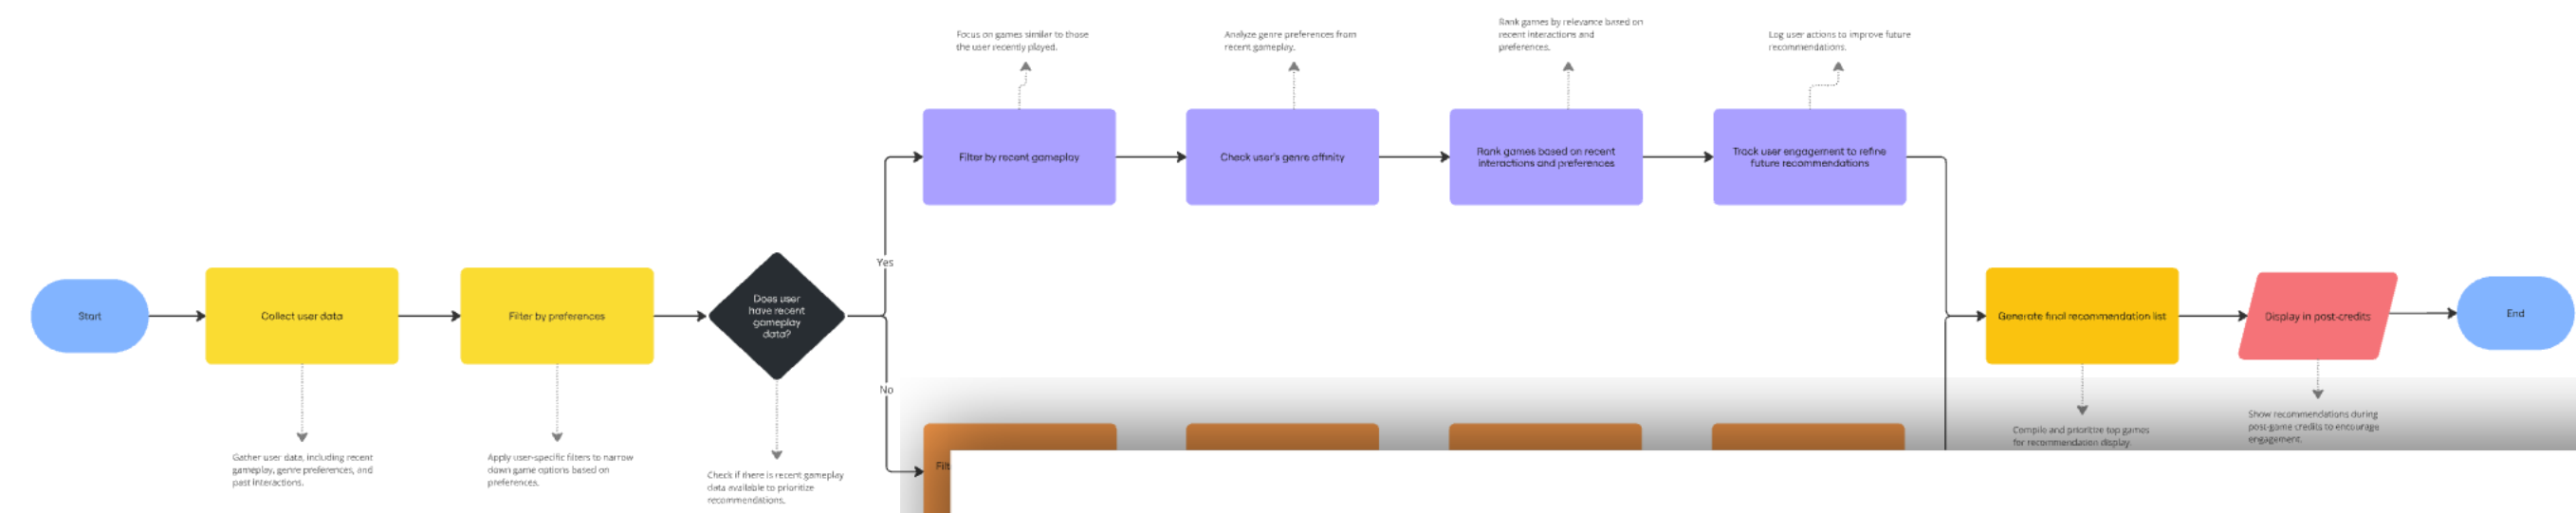 Focus on games similar to those
the user recently played.
Analyze genre preferences from
recent gameplay.
Rank games by relevance based on
recent interactions and
preferences.
Log user actions to improve future
recommendations.
Filter by recent gameplay
Check user's genre affinity
Rank games based on recent
interactions and preferences
Track user engagement to refine
future recommendations
Yes
Start
Collect user data
Filter by preferences
Does user
have recent
gameplay
data?
Generate final recommendation list
Display in post-credits
End
No
Gather user data, including recent
gameplay, genre preferences, and
past interactions.
Apply user-specific filters to narrow
down game options based on
preferences.
Check if there is recent gameplay
data available to prioritize
recommendations.
Compile and prioritize top games
for recommendation display.
Show recommendations during
post-game credits to encourage
engagement.